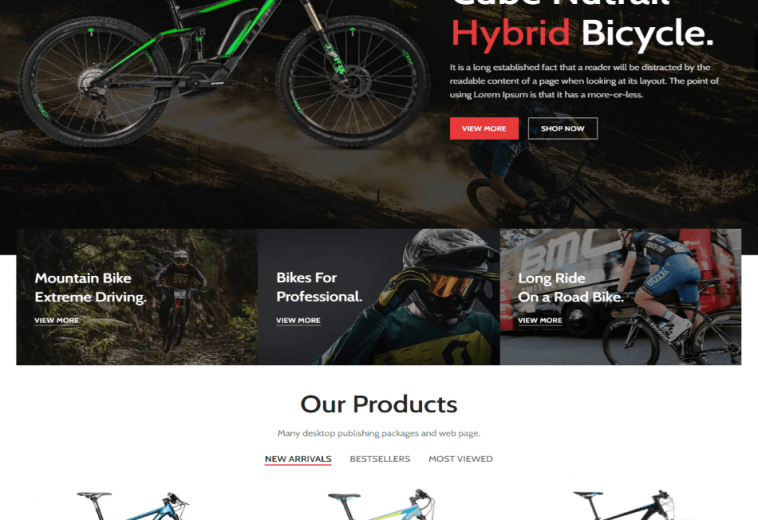 Cube Nutrail
Hybrid Bicycle.
It is a long established fact that a reader will be distracted by the
readable content of a page when looking at its layout. The point of
using Lorem Ipsum is that it has a more-or-less.
VIEW MORE
SHOP NOW
Mountain Bike
Extreme Driving.
VIEW MORE
Bikes For
Professional.
VIEW MORE
BMC
Long Ride
On a Road Bike.
VIEW MORE
Our Products
Many desktop publishing packages and web page.
NEW ARRIVALS
BESTSELLERS
MOST VIEWED